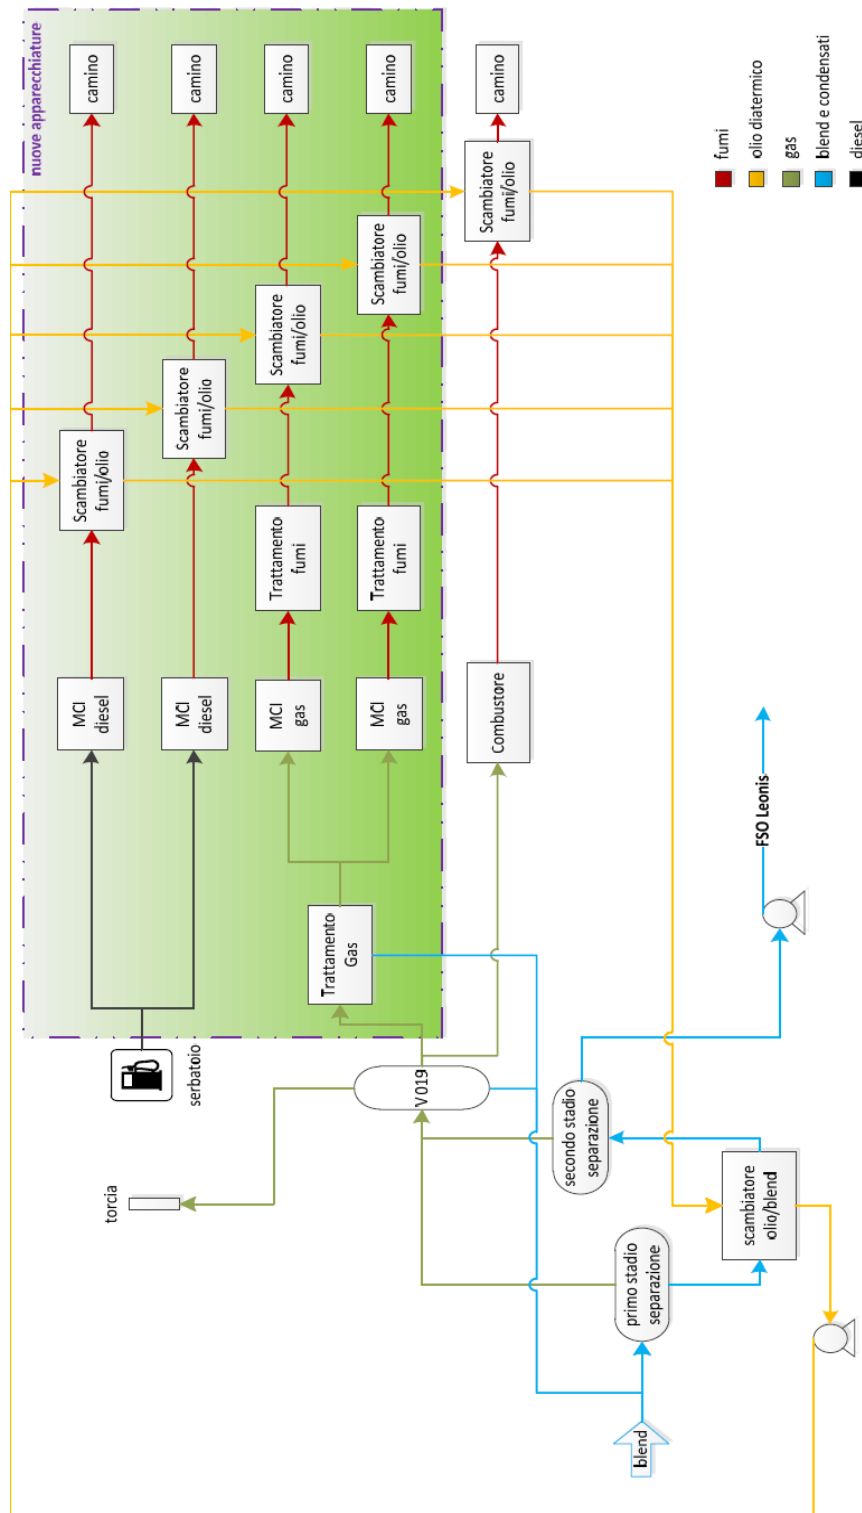 nuove apparecchiature
MCI
diesel
Scambiatore
fumi/olio
camino
torcia
serbatoio
MCI
diesel
Scambiatore
fumi/olio
camino
MCI
gas
Trattamento
fumi
Scambiatore
fumi/olio
camino
Trattamento
Gas
MCI
gas
Trattamento
fumi
Scambiatore
fumi/olio
camino
V 019
Combustore
Scambiatore
fumi/olio
camino
blend
primo stadio
separazione
secondo stadio
separazione
scambiatore
olio/blend
FSO Leonis
fumi
olio diatermico
gas
blend e condensati
diesel